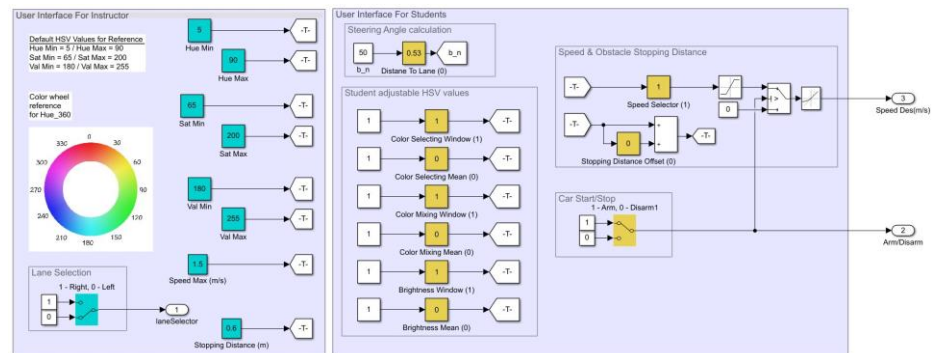 User Interface For Instructor
Default HSV Values for Reference
Hue Min = 5 / Hue Max = 90
Sat Min = 65 / Sat Max = 200
Val Min = 180 / Val Max = 255
Color wheel
reference
for Hue_360
0
30
60
90
120
150
180
210
240
270
300
330
5
-T-
Hue Min
90
-T-
Hue Max
65
-T-
Sat Min
200
-T-
Sat Max
180
-T-
Val Min
255
-T-
Val Max
1.5
-T-
Speed Max (m/s)
Lane Selection
1 - Right, 0 - Left
1
0
1
laneSelector
0.6
-T-
Stopping Distance (m)
User Interface For Students
Steering Angle calculation
50
0.53
b_n
b_n
Distane To Lane (0)
Student adjustable HSV values
1
1
-T-
Color Selecting Window (1)
1
0
-T-
Color Selecting Mean (0)
1
1
-T-
Color Mixing Window (1)
1
0
-T-
Color Mixing Mean (0)
1
1
-T-
Brightness Window (1)
1
0
-T-
Brightness Mean (0)
Speed & Obstacle Stopping Distance
-T-
1
Speed Selector (1)
0
>
-T-
0
+
+
-T-
Stopping Distance Offset (0)
3
Speed Des(m/s)
Car Start/Stop
1 - Arm, 0 - Disarm1
1
0
2
Arm/Disarm